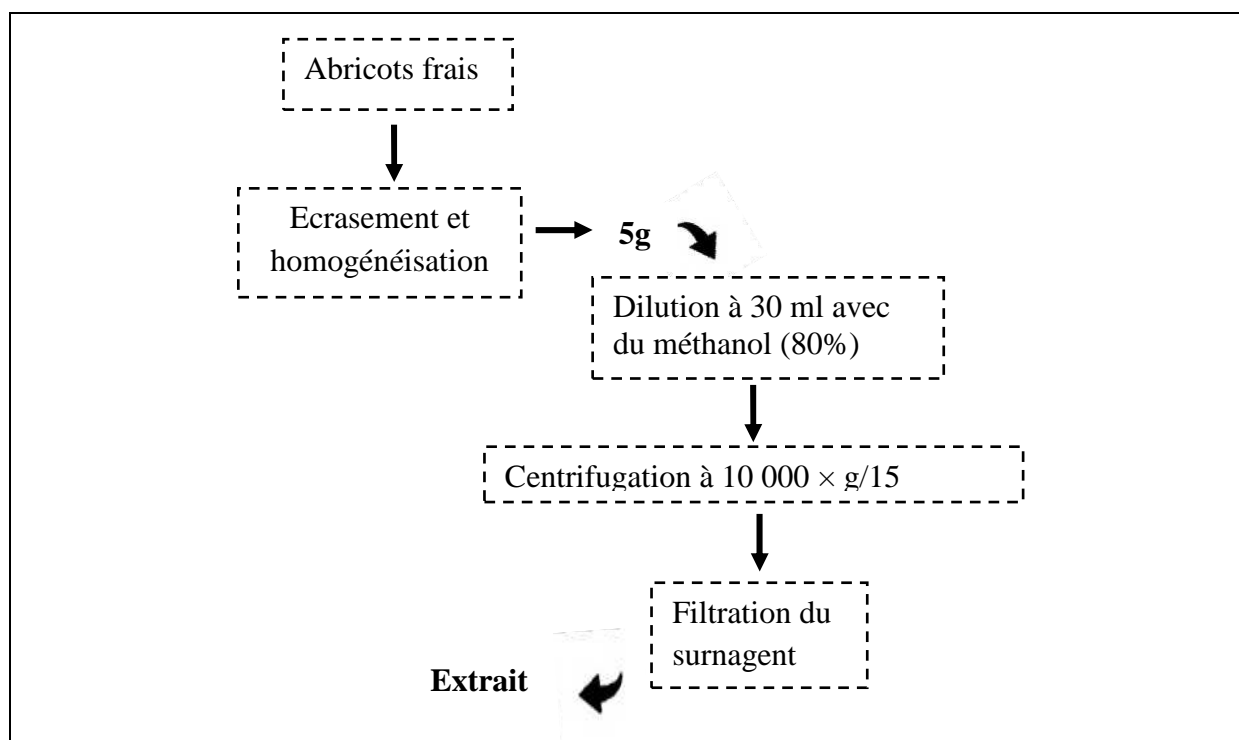 Abricots frais
Ecrasement et
homogénéisation
5g
Dilution à 30 ml avec
du méthanol (80%)
Centrifugation à 10 000 × g/15
Filtration du
surnagent
Extrait